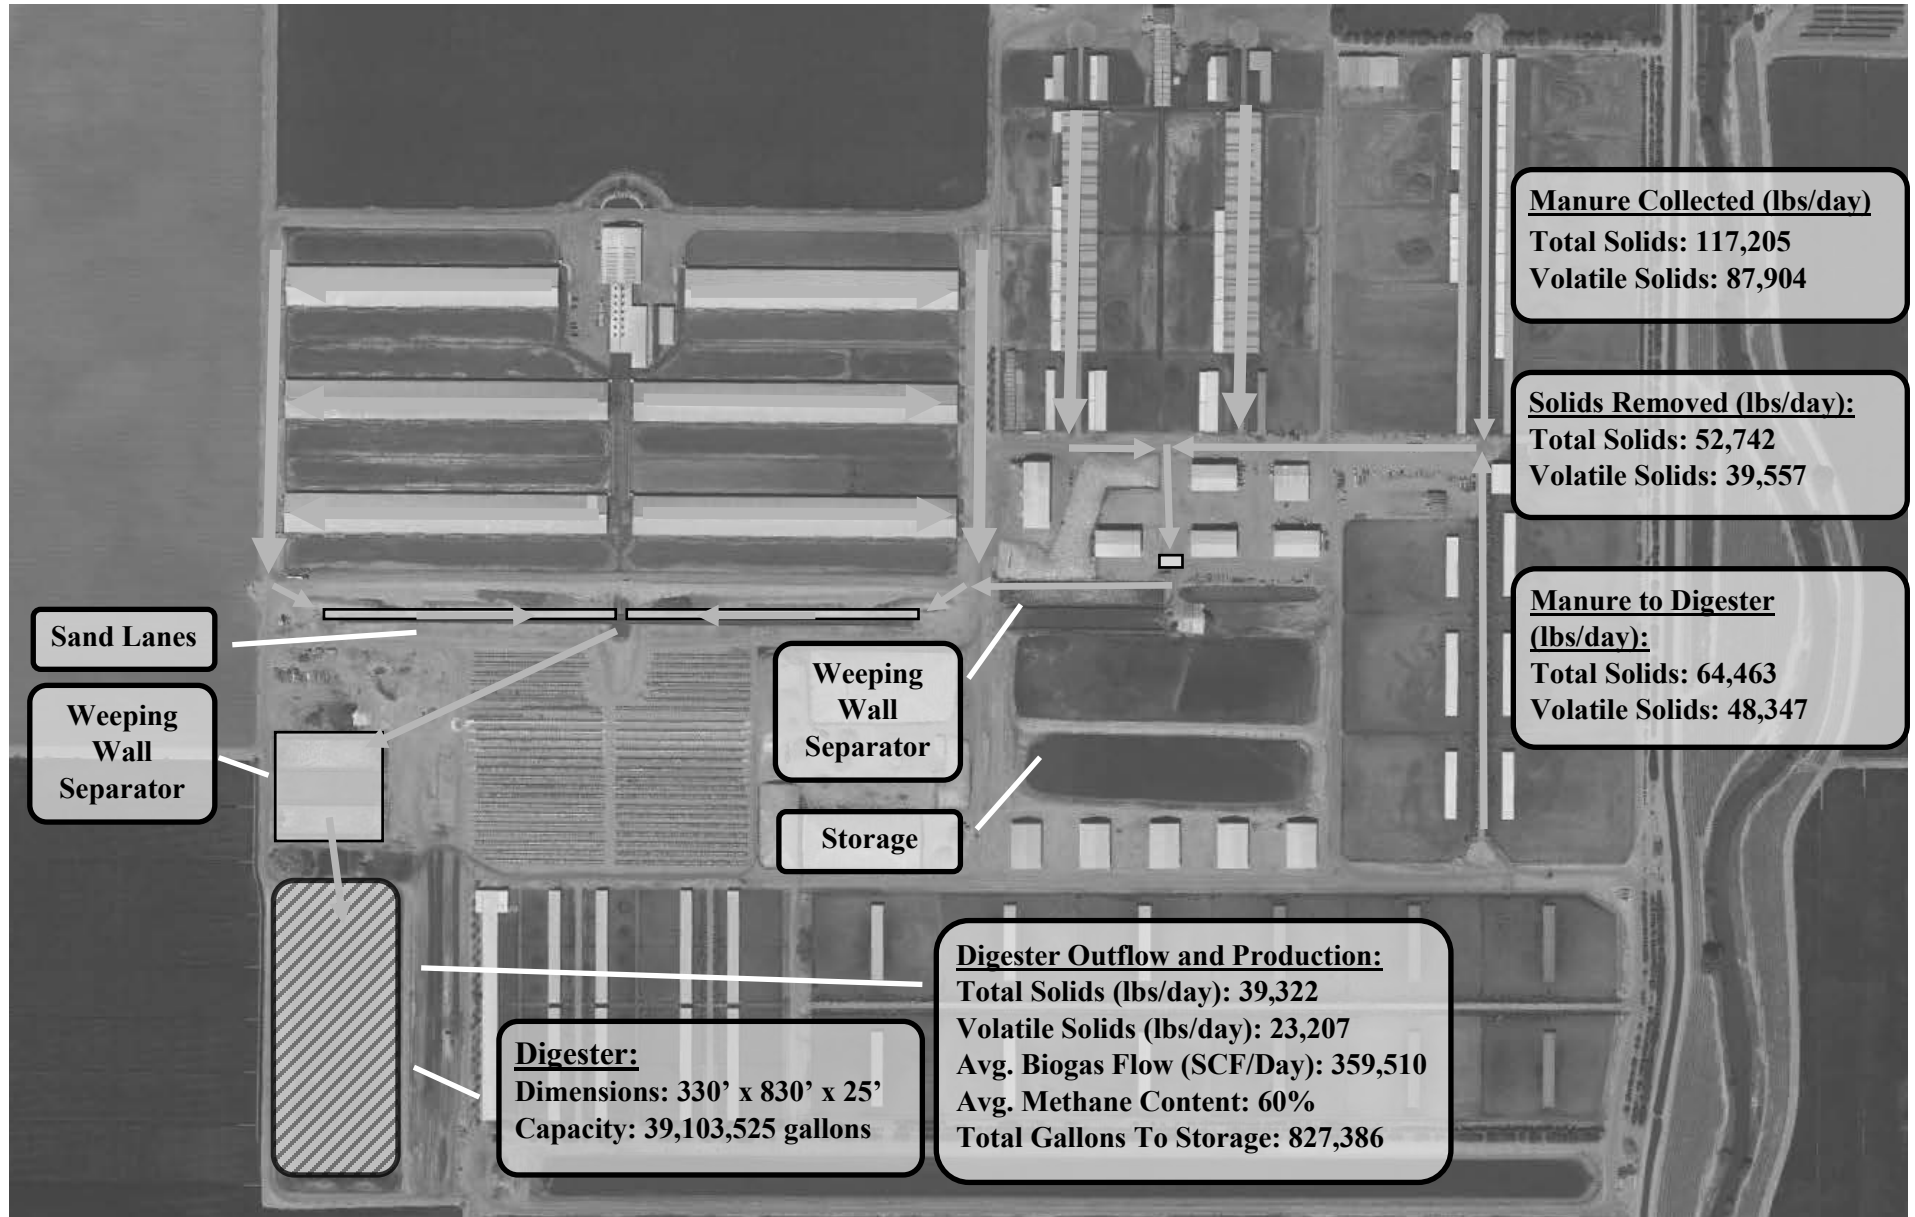 Manure Collected (lbs/day)
Total Solids: 117,205
Volatile Solids: 87,904
Solids Removed (lbs/day):
Total Solids: 52,742
Volatile Solids: 39,557
Manure to Digester
(lbs/day):
Total Solids: 64,463
Volatile Solids: 48,347
Sand Lanes
Weeping
Wall
Separator
Weeping
Wall
Separator
Storage
Digester Outflow and Production:
Total Solids (lbs/day): 39,322
Volatile Solids (lbs/day): 23,207
Avg. Biogas Flow (SCF/Day): 359,510
Avg. Methane Content: 60%
Total Gallons To Storage: 827,386
Digester:
Dimensions: 330’ x 830’ x 25’
Capacity: 39,103,525 gallons